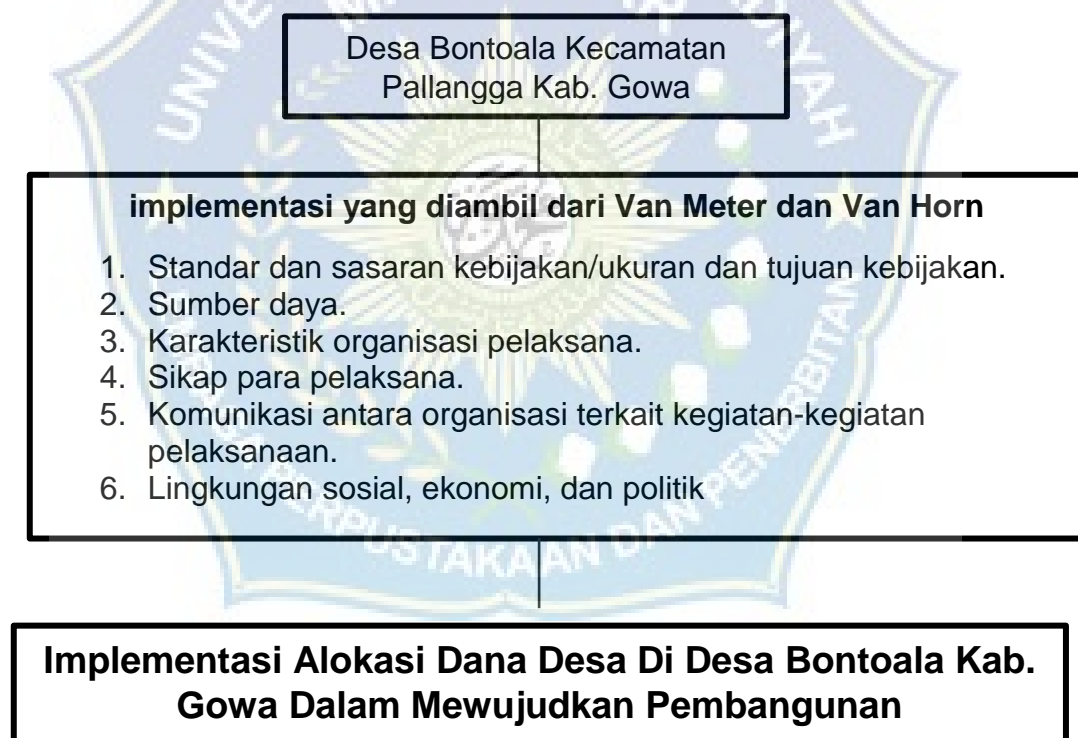 Desa Bontoala Kecamatan
Pallangga Kab. Gowa
implementasi yang diambil dari Van Meter dan Van Horn
1. Standar dan sasaran kebijakan/ukuran dan tujuan kebijakan.
2. Sumber daya.
3. Karakteristik organisasi pelaksana.
4. Sikap para pelaksana.
5. Komunikasi antara organisasi terkait kegiatan-kegiatan
pelaksanaan.
6. Lingkungan sosial, ekonomi, dan politik
PERPUSTAKAAN DAN PENERBITAN
Implementasi Alokasi Dana Desa Di Desa Bontoala Kab.
Gowa Dalam Mewujudkan Pembangunan